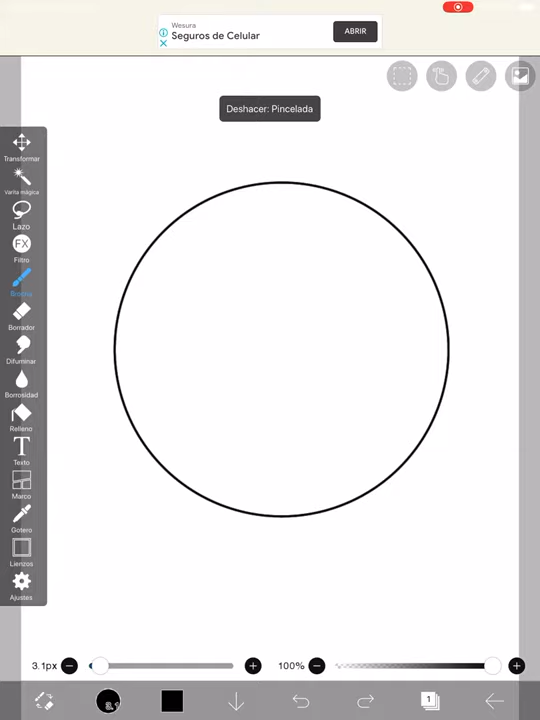 Wesura
Seguros de Celular
ABRIR
Deshacer: Pincelada
Transformar
Varita mágica
Lazo
FX
Filtro
Brocha
Borrador
Difuminar
Borrosidad
Relleno
T
Texto
Marco
Gotero
Lienzos
Ajustes
3.1px
100%
1